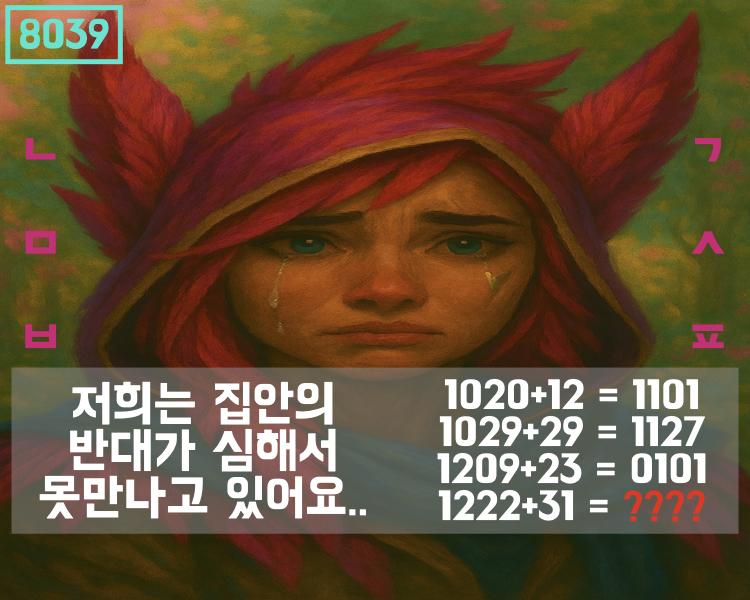 8039
ㄴ ㄱ
ㅁ ㅅ
ㅂ ㅍ
저희는 집안의
반대가 심해서
못만나고 있어요..
1020+12 = 1101
1029+29 = 1127
1209+23 = 0101
1222+31 = ????